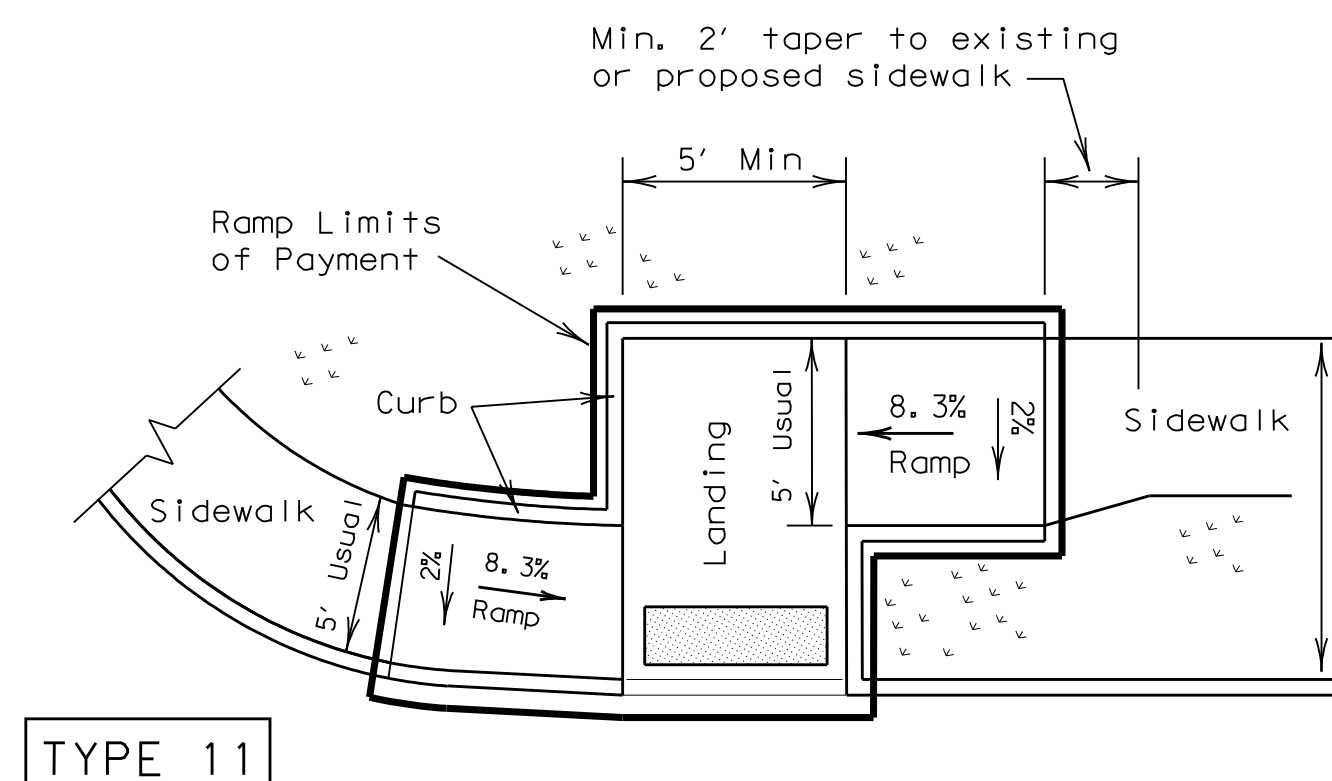 Min. 2' taper to existing
or proposed sidewalk
5' Min
Ramp Limits
of Payment
Curb
5' Usual
8.3%
2%
Ramp
Sidewalk
Landing
Sidewalk
5' Usual
2%
8.3%
Ramp
TYPE 11